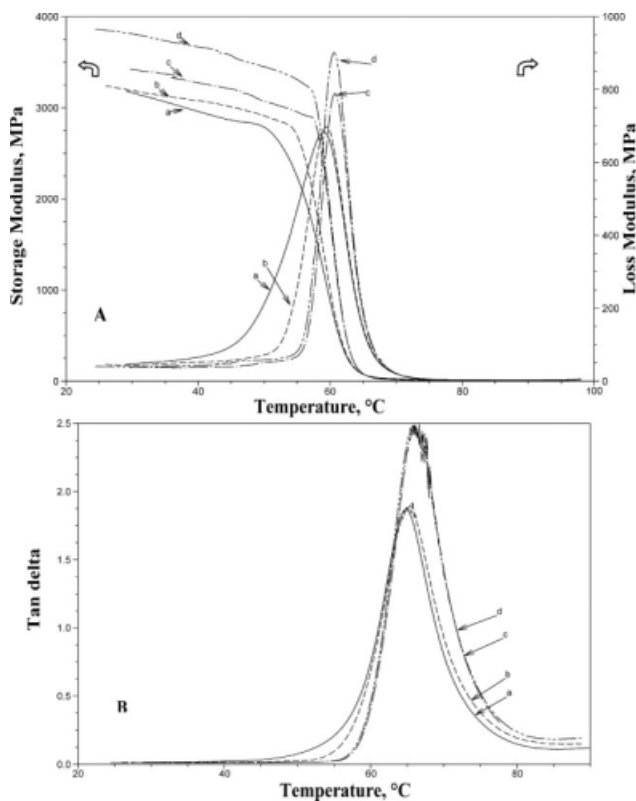 4000
1000
3000
800
2000
600
1000
400
0
200
0
d
c
b
a
d
c
b
a
A
20
40
60
80
100
Storage Modulus, MPa
Loss Modulus, MPa
Temperature, °C
2.5
2.0
1.5
1.0
0.5
0.0
d
c
b
a
B
20
40
60
80
Tan delta
Temperature, °C